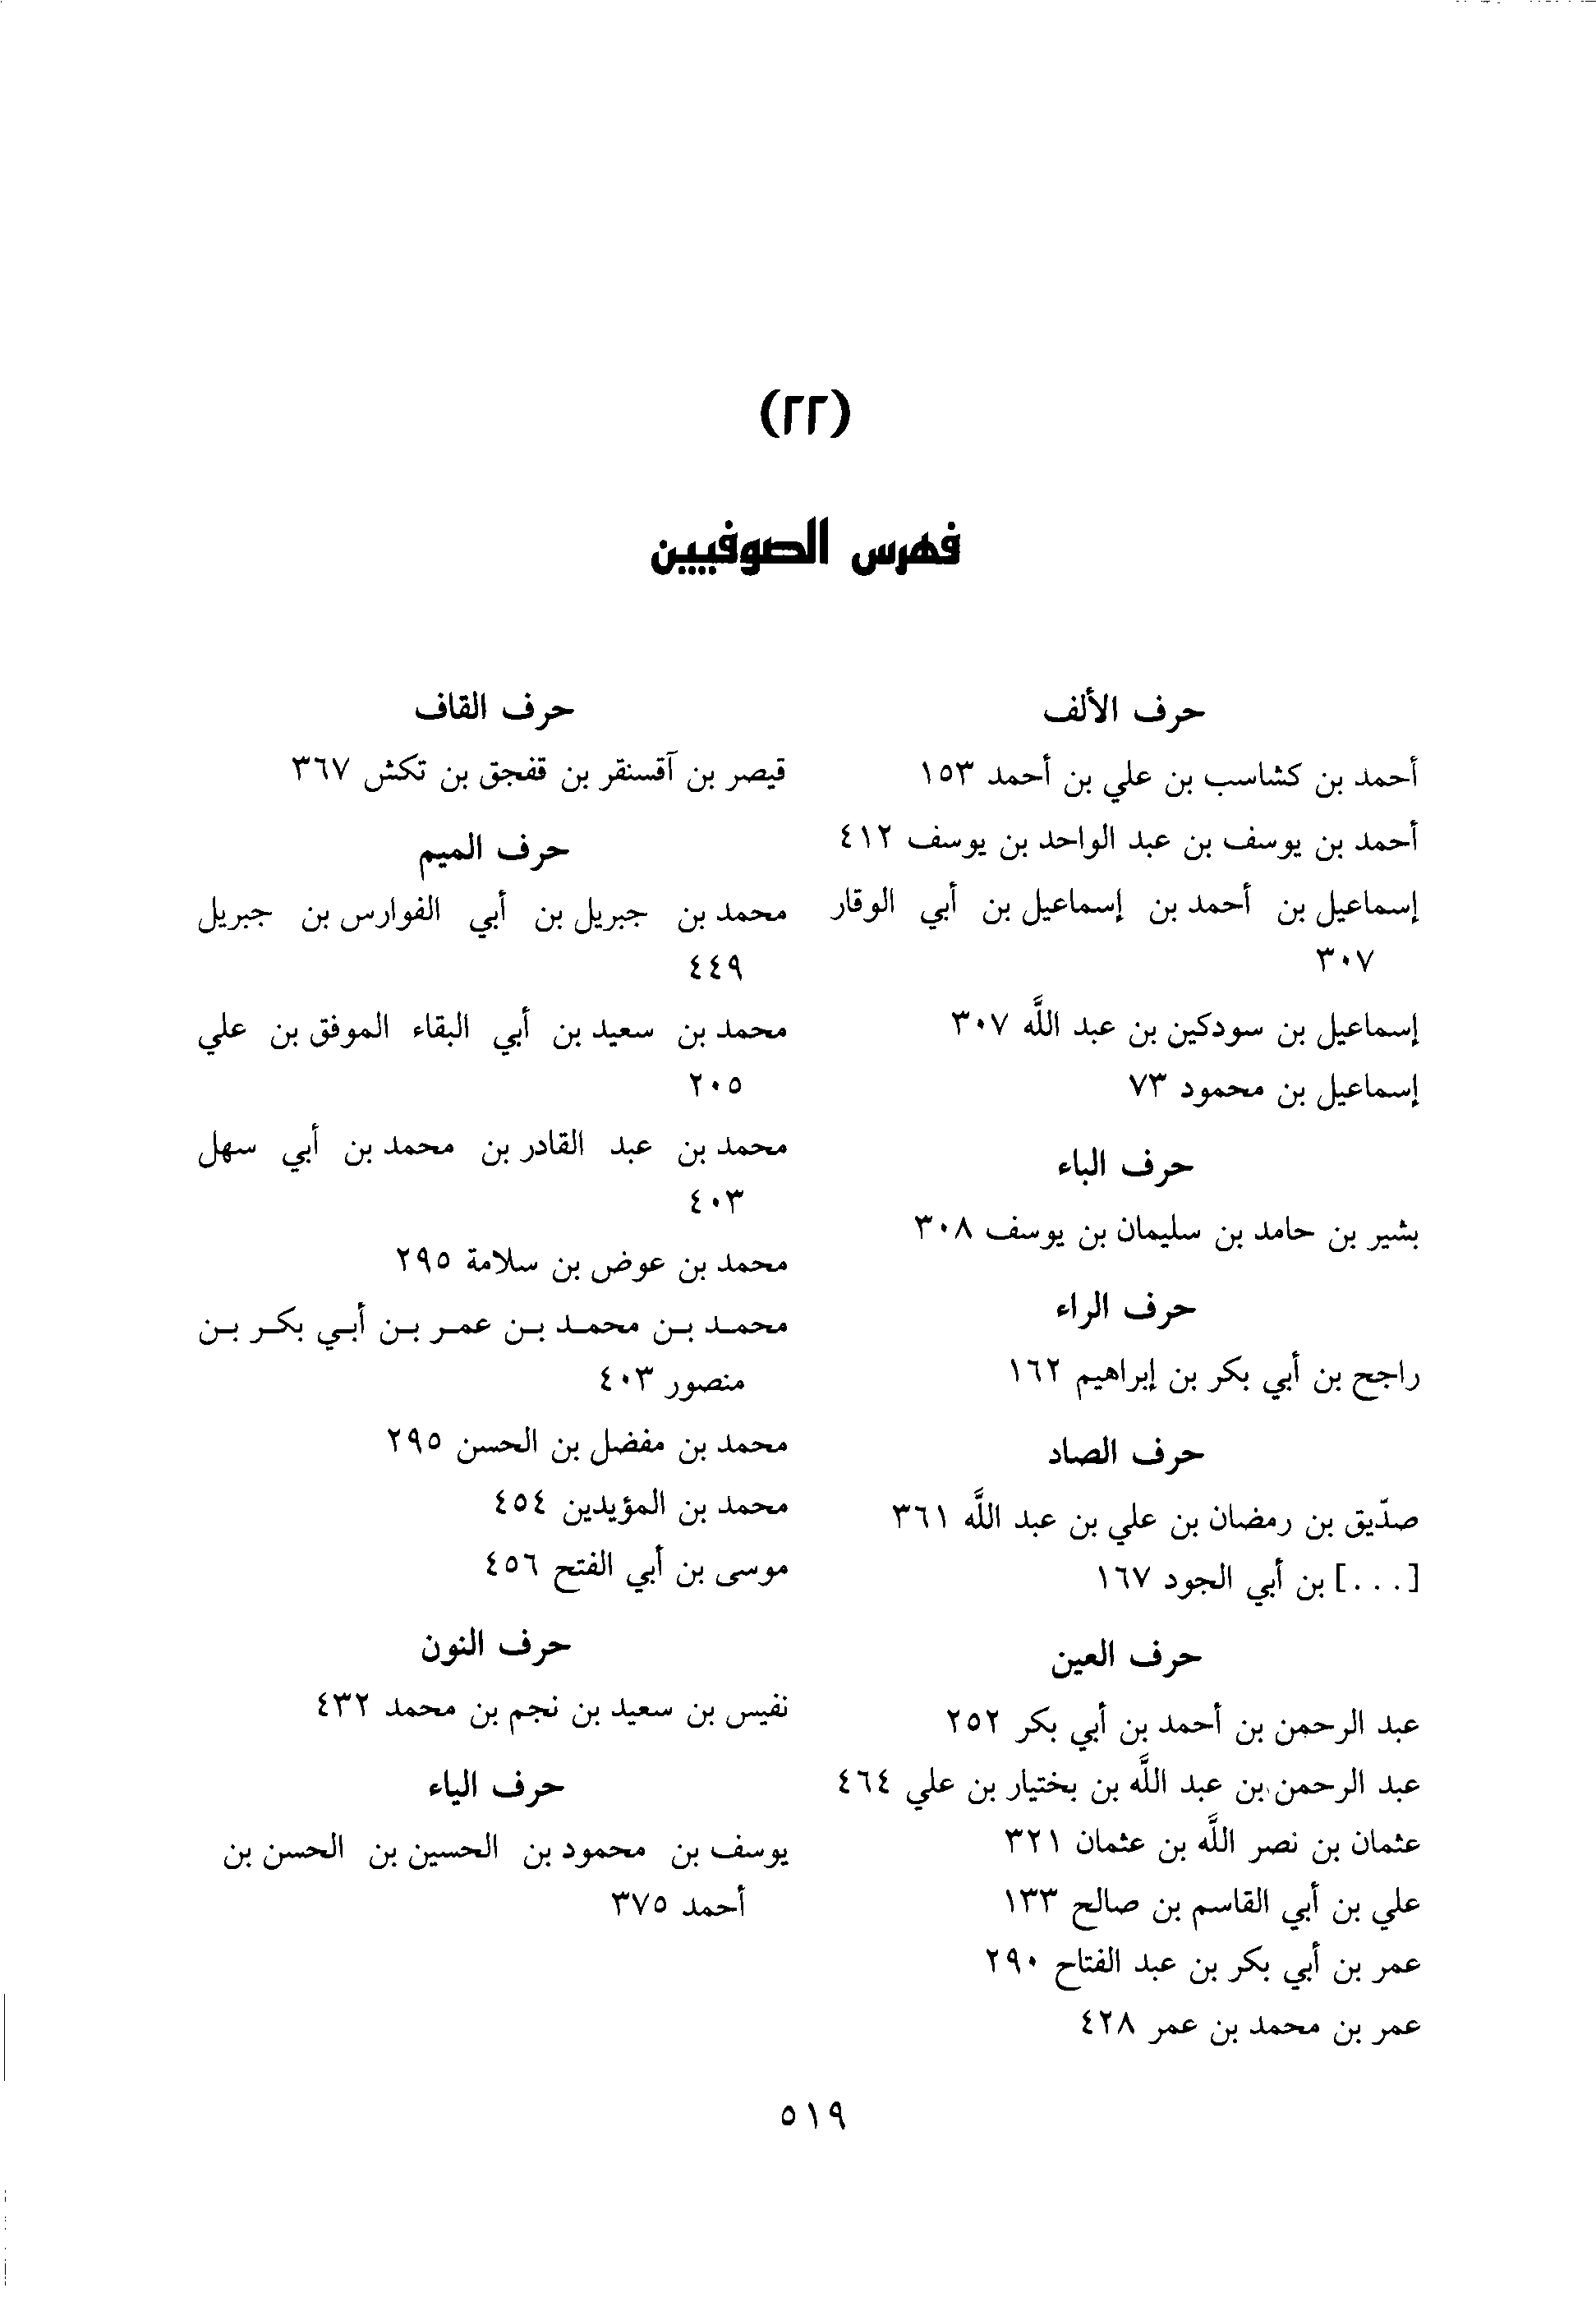 (٢٢)
فهرس الصوفيين
حرف الألف
أحمد بن كشاسب بن علي بن أحمد ١٥٣
أحمد بن يوسف بن عبد الواحد بن يوسف ٤١٢
إسماعيل بن أحمد بن إسماعيل بن أبي الوقار
٣٠٧
إسماعيل بن سودكين بن عبد اللَّه ٣٠٧
إسماعيل بن محمود ٧٣
حرف الباء
بشير بن حامد بن سليمان بن يوسف ٣٠٨
حرف الراء
راجح بن أبي بكر بن إبراهيم ١٦٢
حرف الصاد
صدّيق بن رمضان بن علي بن عبد اللَّه ٣٦١
[...] بن أبي الجود ١٦٧
حرف العين
عبد الرحمن بن أحمد بن أبي بكر ٢٥٢
عبد الرحمن بن عبد اللَّه بن بختيار بن علي ٤٦٤
عثمان بن نصر اللَّه بن عثمان ٣٢١
علي بن أبي القاسم بن صالح ١٣٣
عمر بن أبي بكر بن عبد الفتاح ٢٩٠
عمر بن محمد بن عمر ٤٢٨
حرف القاف
قيصر بن آقسنقر بن قفجق بن تكش ٣٦٧
حرف الميم
محمد بن جبريل بن أبي الفوارس بن جبريل
٤٤٩
محمد بن سعيد بن أبي البقاء الموفق بن علي
٢٠٥
محمد بن عبد القادر بن محمد بن أبي سهل
٤٠٣
محمد بن عوض بن سلامة ٢٩٥
محمد بن محمد بن عمر بن أبي بكر بن
منصور ٤٠٣
محمد بن مفضل بن الحسن ٢٩٥
محمد بن المؤيدين ٤٥٤
موسى بن أبي الفتح ٤٥٦
حرف النون
نفيس بن سعيد بن نجم بن محمد ٤٣٢
حرف الياء
يوسف بن محمود بن الحسين بن الحسن بن
أحمد ٣٧٥
٥١٩